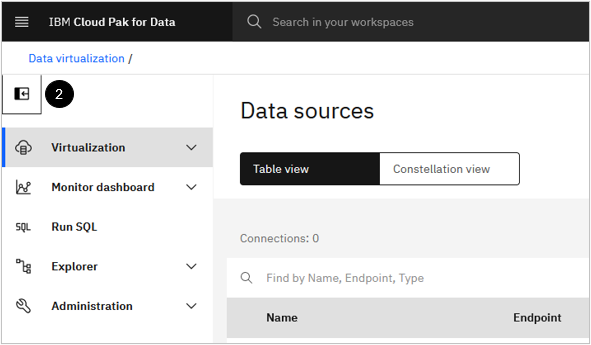 IBM Cloud Pak for Data
Search in your workspaces
Data virtualization /
2
Data sources
Virtualization
Table view
Constellation view
Monitor dashboard
SQL Run SQL
Connections: 0
Explorer
Find by Name, Endpoint, Type
Administration
Name
Endpoint